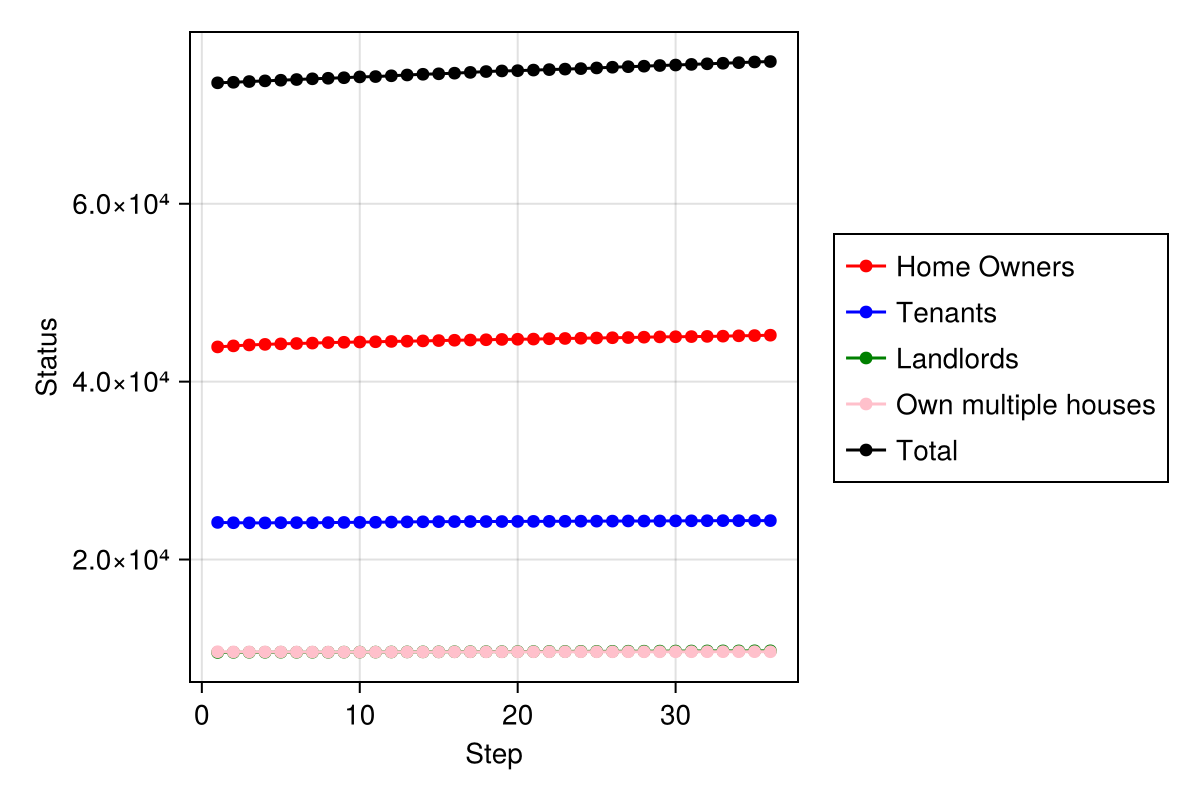 6.0×10⁴
4.0×10⁴
2.0×10⁴
Status
0 10 20 30
Step
Home Owners
Tenants
Landlords
Own multiple houses
Total